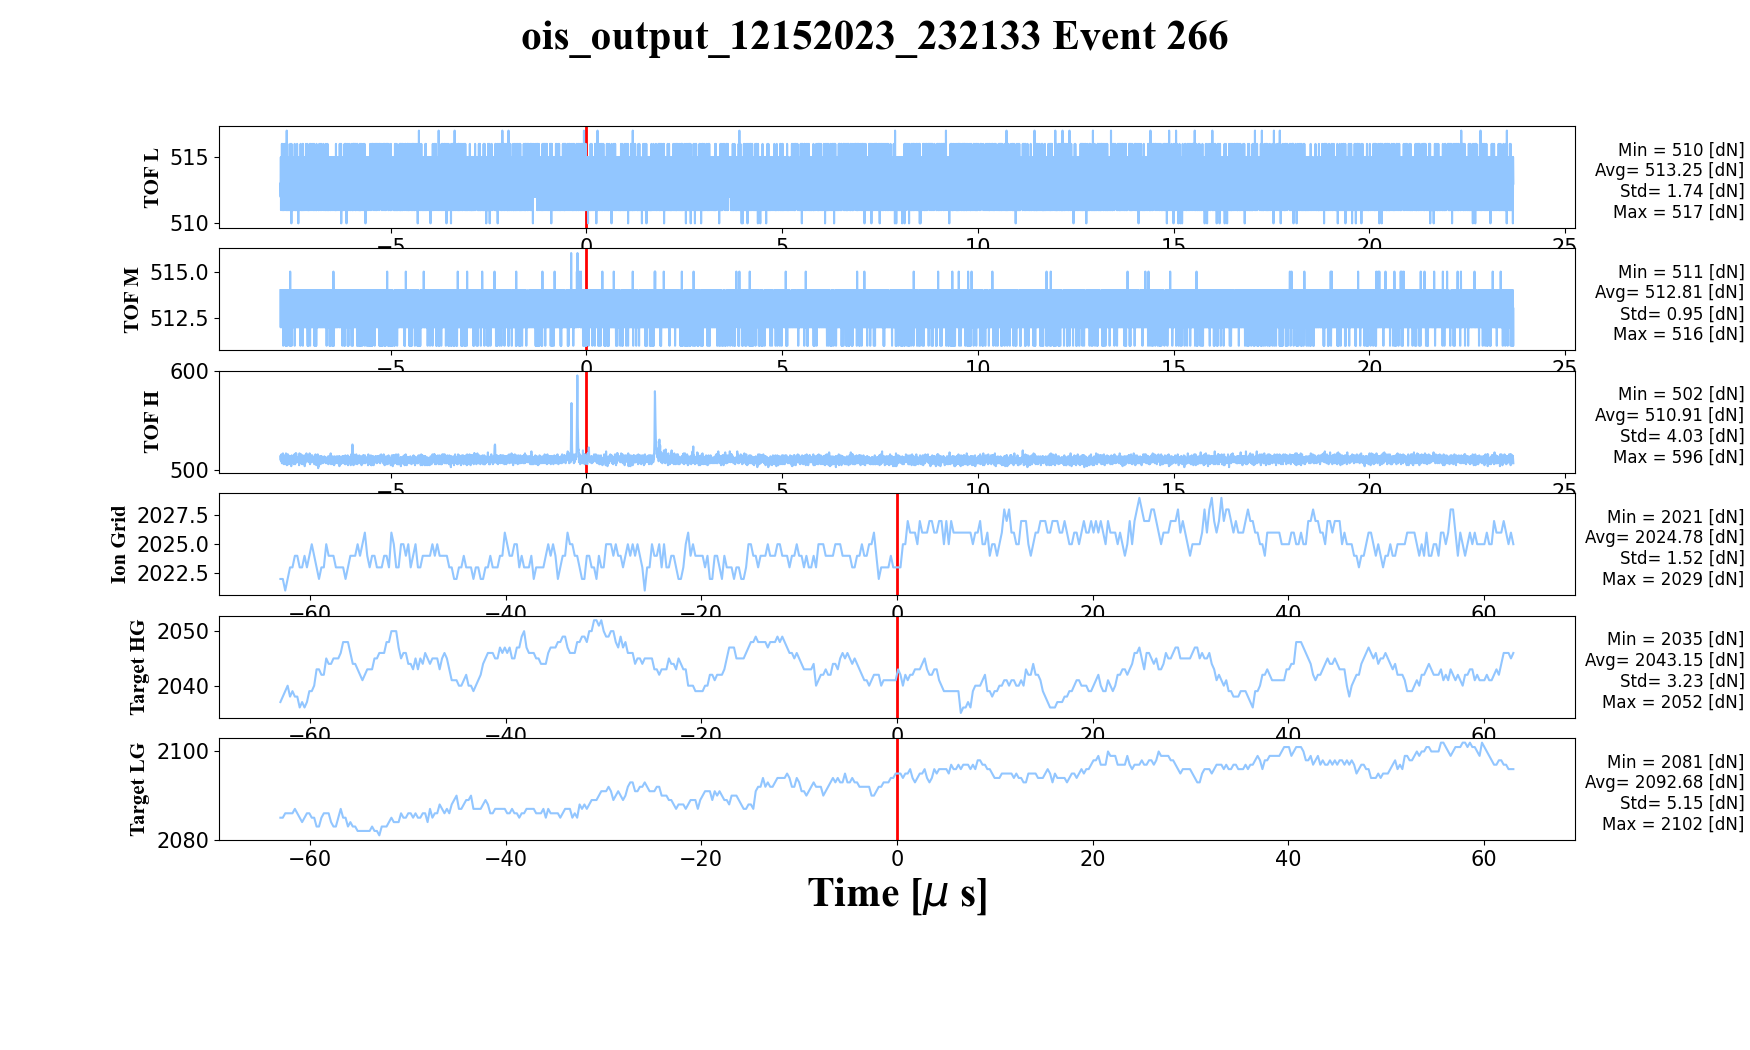 ois_output_12152023_232133 Event 266
TOF L
515
510
−5
0
5
10
15
20
25
Min = 510 [dN]
Avg= 513.25 [dN]
Std= 1.74 [dN]
Max = 517 [dN]
TOF M
515.0
512.5
−5
0
5
10
15
20
25
Min = 511 [dN]
Avg= 512.81 [dN]
Std= 0.95 [dN]
Max = 516 [dN]
TOF H
600
500
−5
0
5
10
15
20
25
Min = 502 [dN]
Avg= 510.91 [dN]
Std= 4.03 [dN]
Max = 596 [dN]
Ion Grid
2027.5
2025.0
2022.5
−60
−40
−20
0
20
40
60
Min = 2021 [dN]
Avg= 2024.78 [dN]
Std= 1.52 [dN]
Max = 2029 [dN]
Target HG
2050
2040
−60
−40
−20
0
20
40
60
Min = 2035 [dN]
Avg= 2043.15 [dN]
Std= 3.23 [dN]
Max = 2052 [dN]
Target LG
2100
2080
−60
−40
−20
0
20
40
60
Min = 2081 [dN]
Avg= 2092.68 [dN]
Std= 5.15 [dN]
Max = 2102 [dN]
Time [μ s]